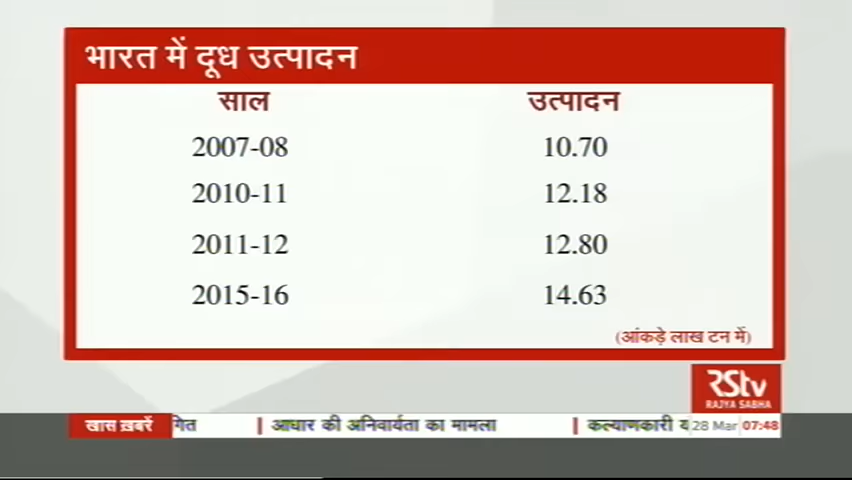 भारत में दूध उत्पादन
साल उत्पादन
2007-08 10.70
2010-11 12.18
2011-12 12.80
2015-16 14.63
(आंकड़े लाख टन में)
RStv
RAJYA SABHA
खास ख़बरें गित | आधार की अनिवार्यता का मामला | कल्याणकारी 28 Mar 07:48